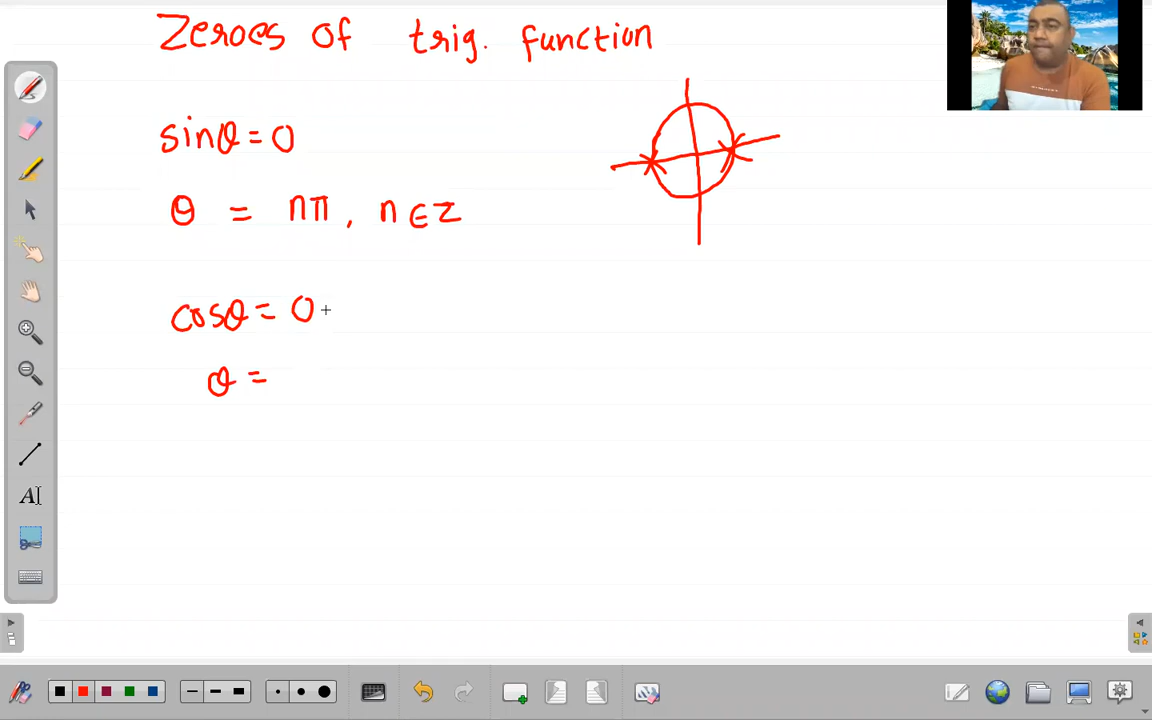 Zeroes of trig. function
sinθ = 0
θ = nπ, n ∈ z
cosθ = 0
θ =